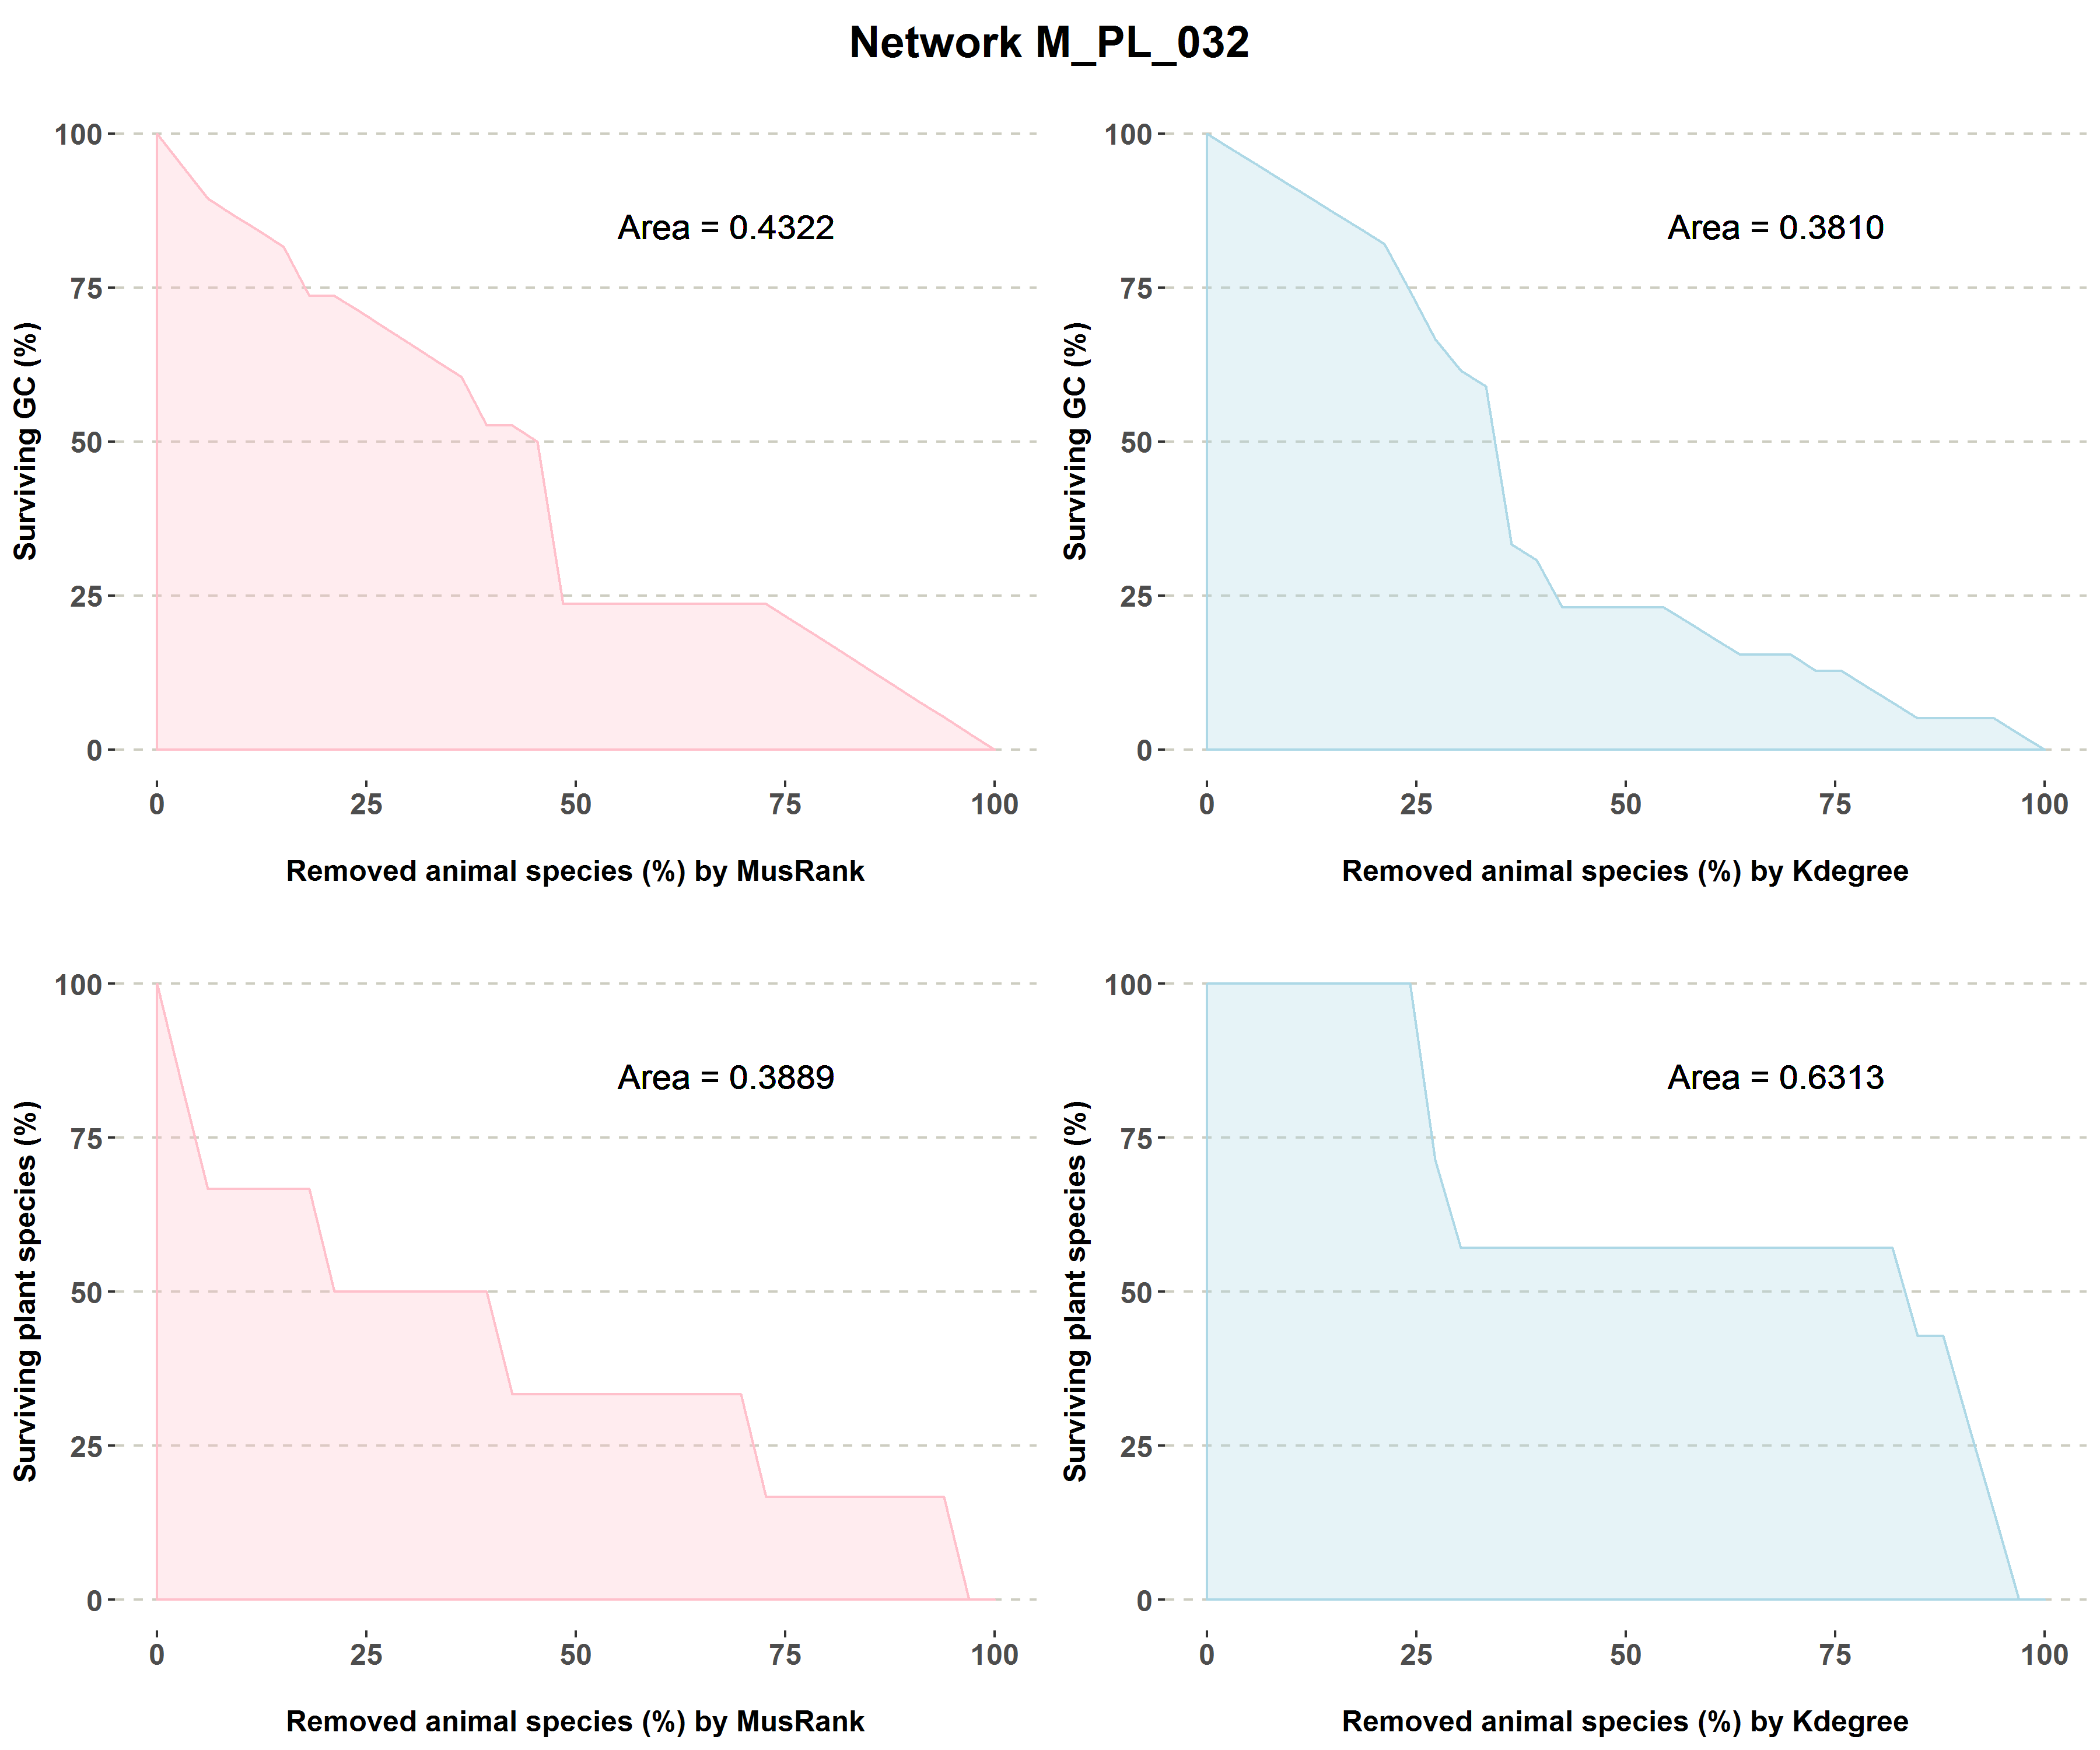 Network M_PL_032
100
75
50
25
0
Surviving GC (%)
Area = 0.4322
0 25 50 75 100
Removed animal species (%) by MusRank
100
75
50
25
0
Surviving GC (%)
Area = 0.3810
0 25 50 75 100
Removed animal species (%) by Kdegree
100
75
50
25
0
Surviving plant species (%)
Area = 0.3889
0 25 50 75 100
Removed animal species (%) by MusRank
100
75
50
25
0
Surviving plant species (%)
Area = 0.6313
0 25 50 75 100
Removed animal species (%) by Kdegree